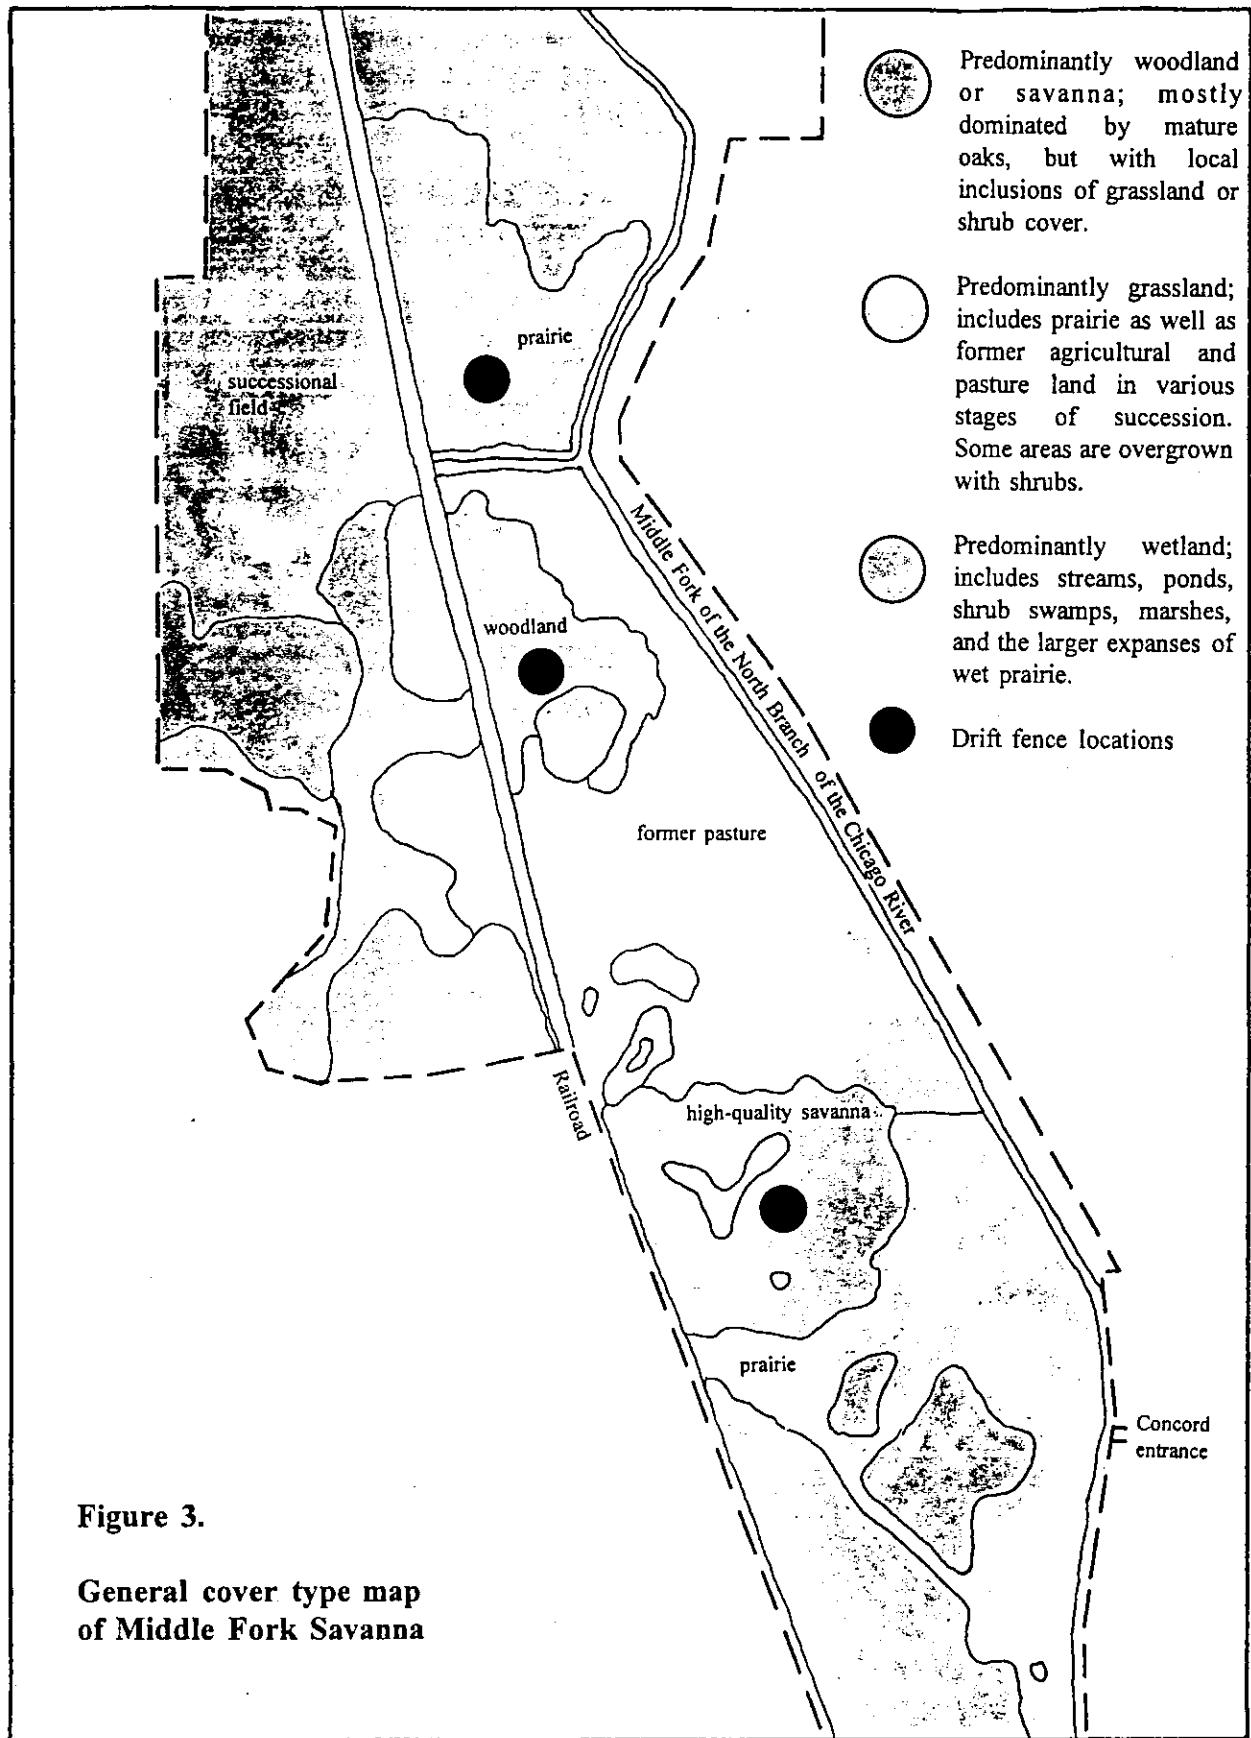 Predominantly woodland
or savanna; mostly
dominated by mature
oaks, but with local
inclusions of grassland or
shrub cover.
Predominantly grassland;
includes prairie as well as
former agricultural and
pasture land in various
stages of succession.
Some areas are overgrown
with shrubs.
Predominantly wetland;
includes streams, ponds,
shrub swamps, marshes,
and the larger expanses of
wet prairie.
Drift fence locations
prairie
successional
field
Middle Fork of the North Branch of the Chicago River
woodland
former pasture
Railroad
high-quality savanna
prairie
Concord
entrance
Figure 3.
General cover type map
of Middle Fork Savanna